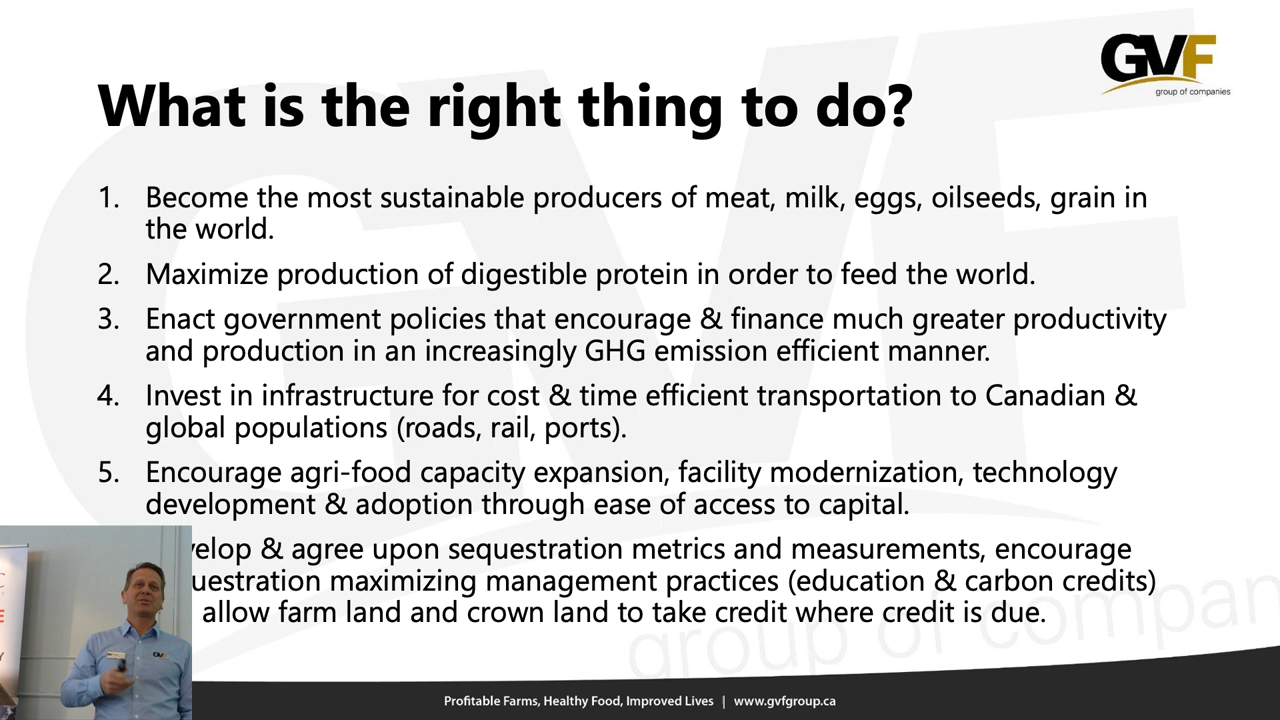 GVF
group of companies
What is the right thing to do?
1. Become the most sustainable producers of meat, milk, eggs, oilseeds, grain in
the world.
2. Maximize production of digestible protein in order to feed the world.
3. Enact government policies that encourage & finance much greater productivity
and production in an increasingly GHG emission efficient manner.
4. Invest in infrastructure for cost & time efficient transportation to Canadian &
global populations (roads, rail, ports).
5. Encourage agri-food capacity expansion, facility modernization, technology
development & adoption through ease of access to capital.
velop & agree upon sequestration metrics and measurements, encourage
uestration maximizing management practices (education & carbon credits)
allow farm land and crown land to take credit where credit is due.
GVF
group of compan
GVF
Profitable Farms, Healthy Food, Improved Lives | www.gvfgroup.ca